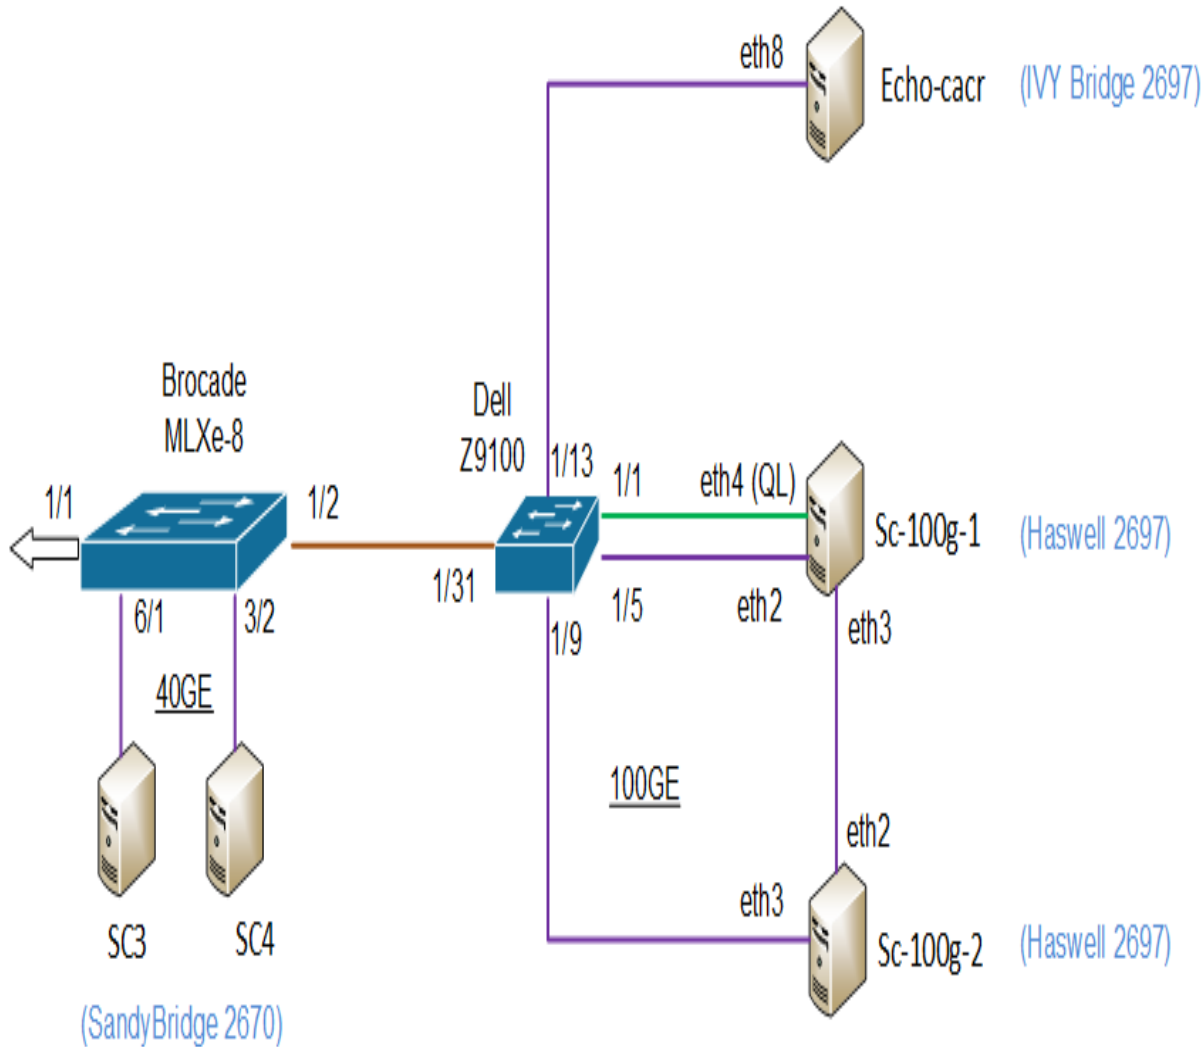 eth8
Echo-cacr
(IVY Bridge 2697)
Brocade
MLXe-8
Dell
Z9100
1/1
1/2
1/13
1/1
eth4 (QL)
Sc-100g-1
(Haswell 2697)
1/31
1/5
eth2
eth3
6/1
3/2
1/9
40GE
100GE
eth2
eth3
SC3
SC4
Sc-100g-2
(Haswell 2697)
(SandyBridge 2670)